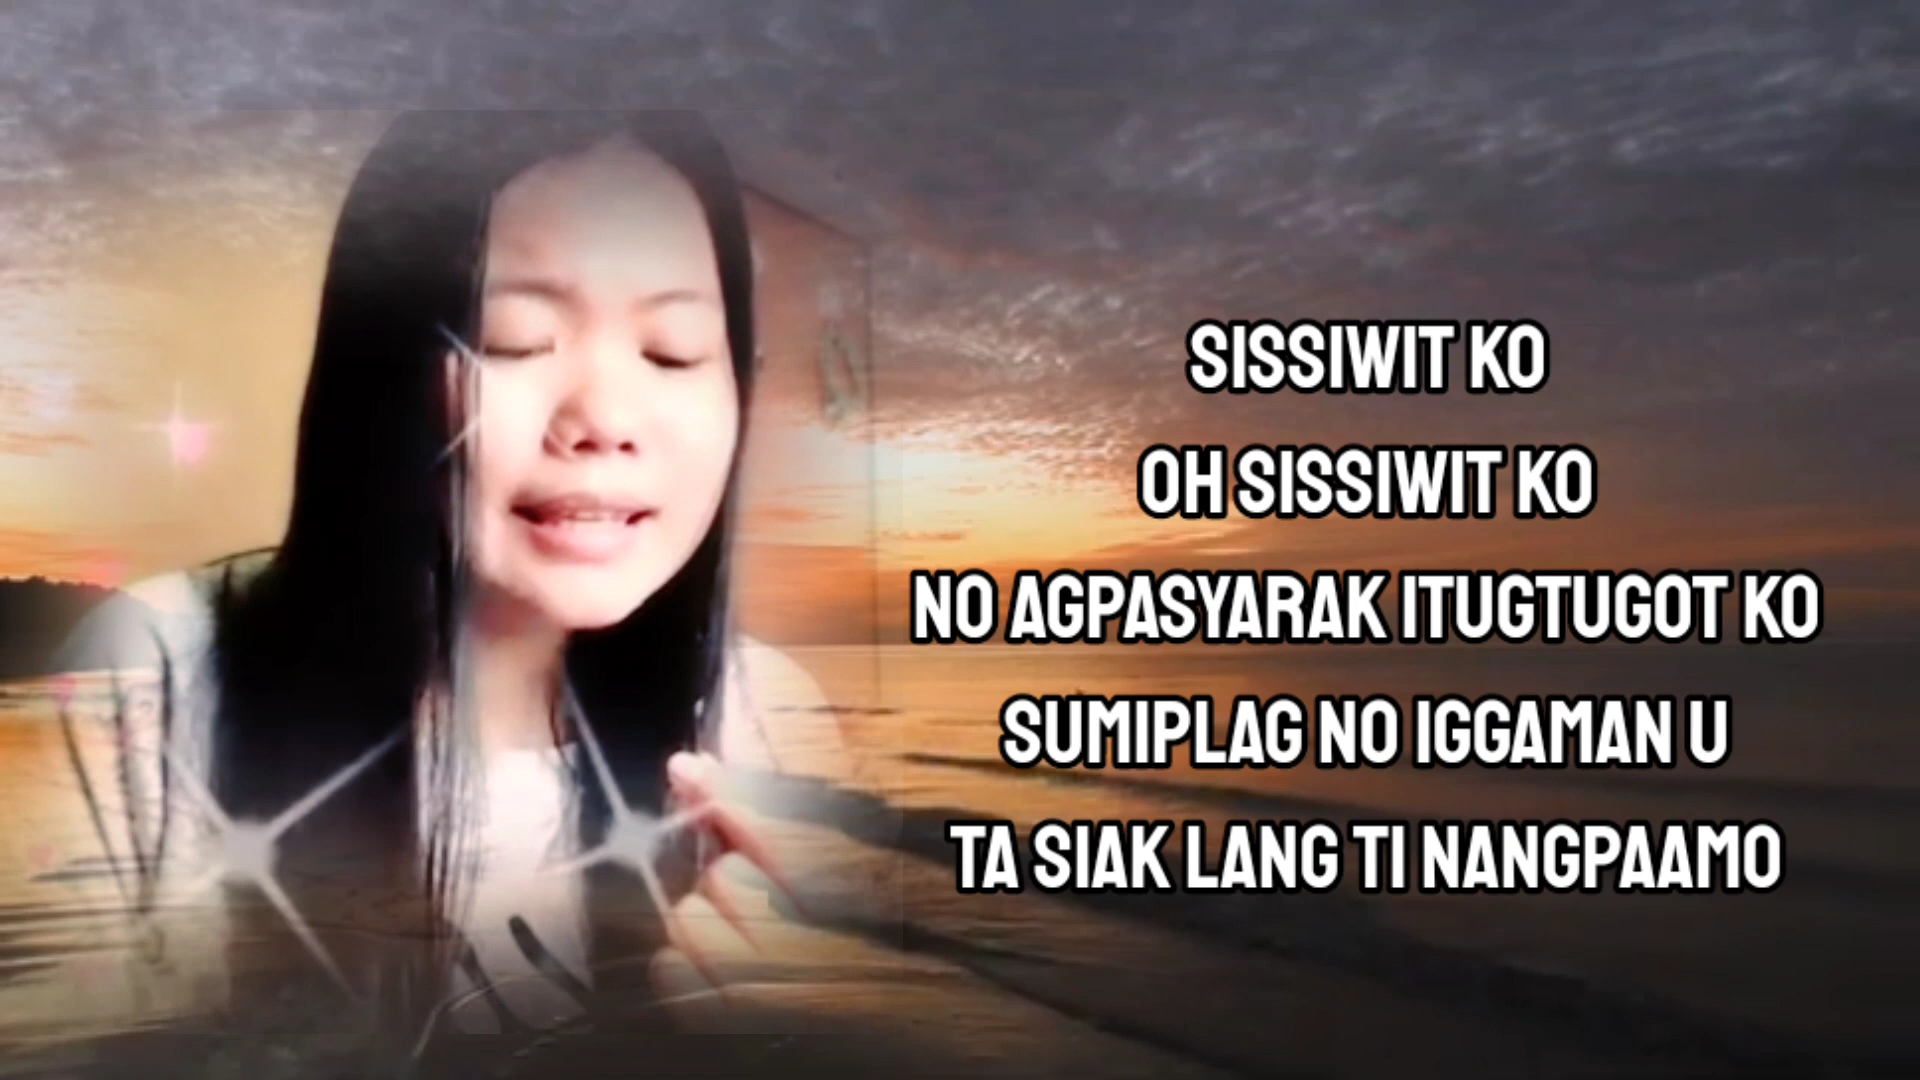 SISSIWIT KO
OH SISSIWIT KO
NO AGPASYARAK ITUGTUGOT KO
SUMIPLAG NO IGGAMAN U
TA SIAK LANG TI NANGPAAMO